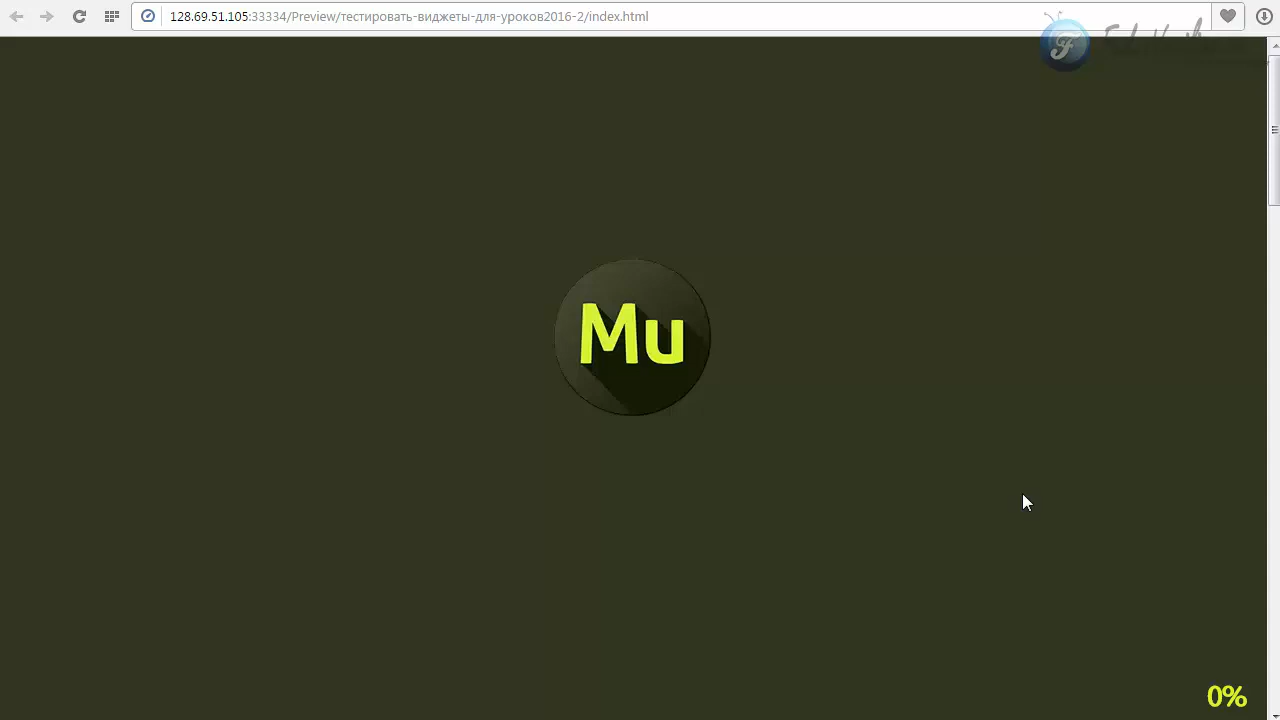 128.69.51.105:33334/Preview/тестировать-виджеты-для-уроков2016-2/index.html
Mu
0%